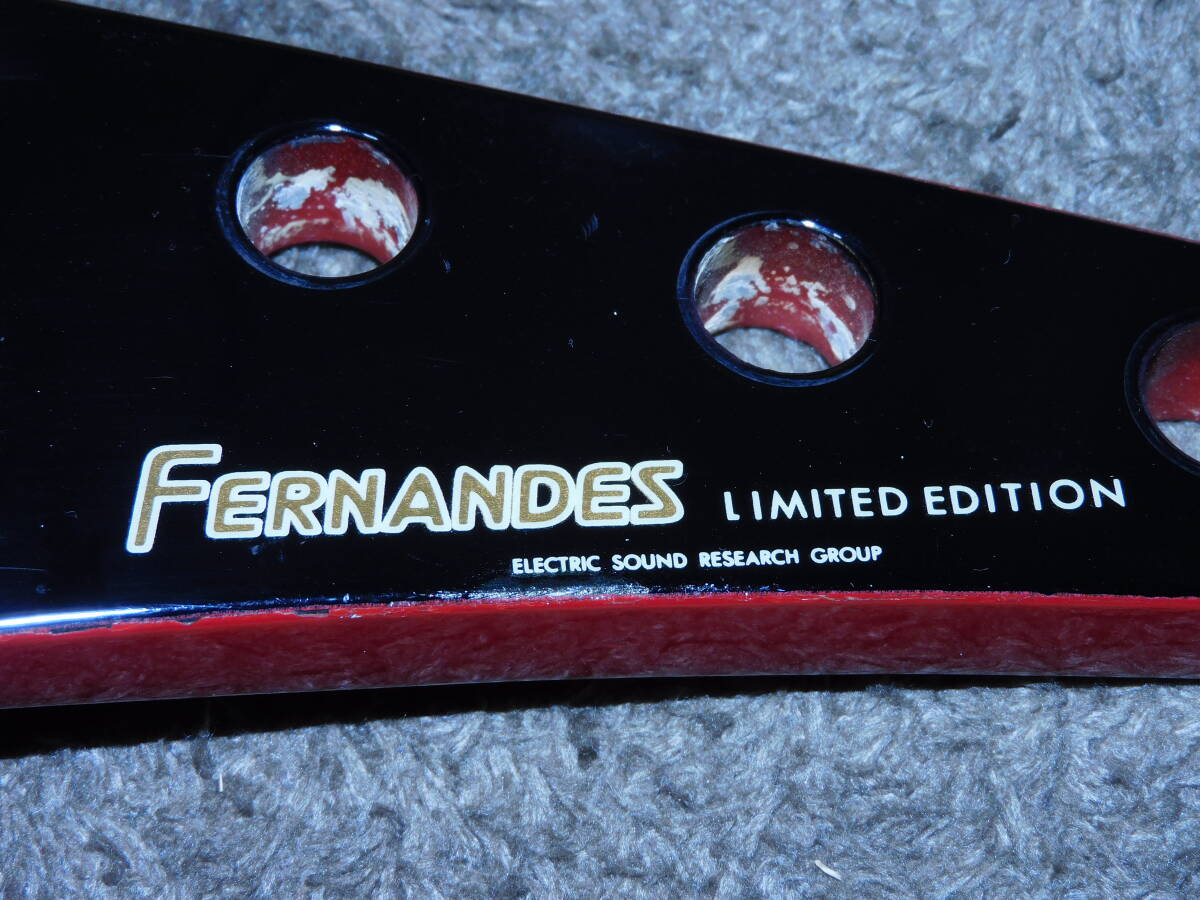 FERNANDES LIMITED EDITION
ELECTRIC SOUND RESEARCH GROUP